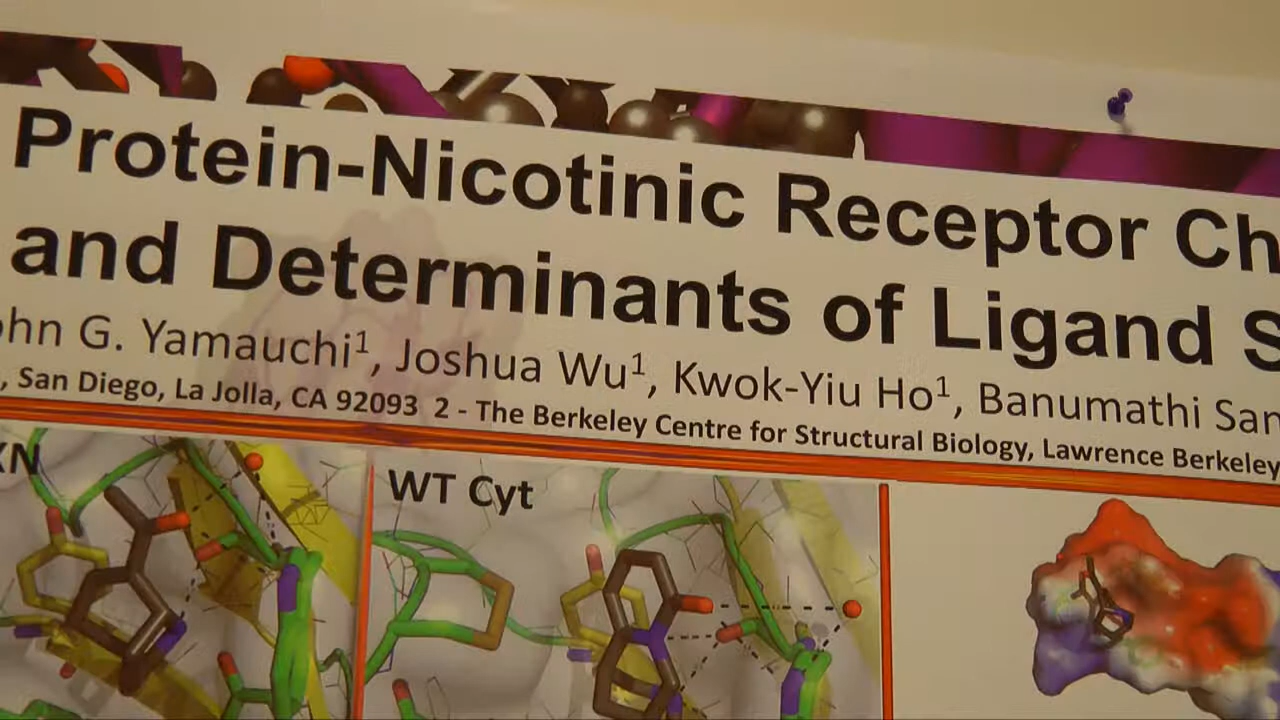 Protein-Nicotinic Receptor Ch
and Determinants of Ligand S
ohn G. Yamauchi¹, Joshua Wu¹, Kwok-Yiu Ho¹, Banumathi San
, San Diego, La Jolla, CA 92093 2 - The Berkeley Centre for Structural Biology, Lawrence Berkeley
XN
WT Cyt